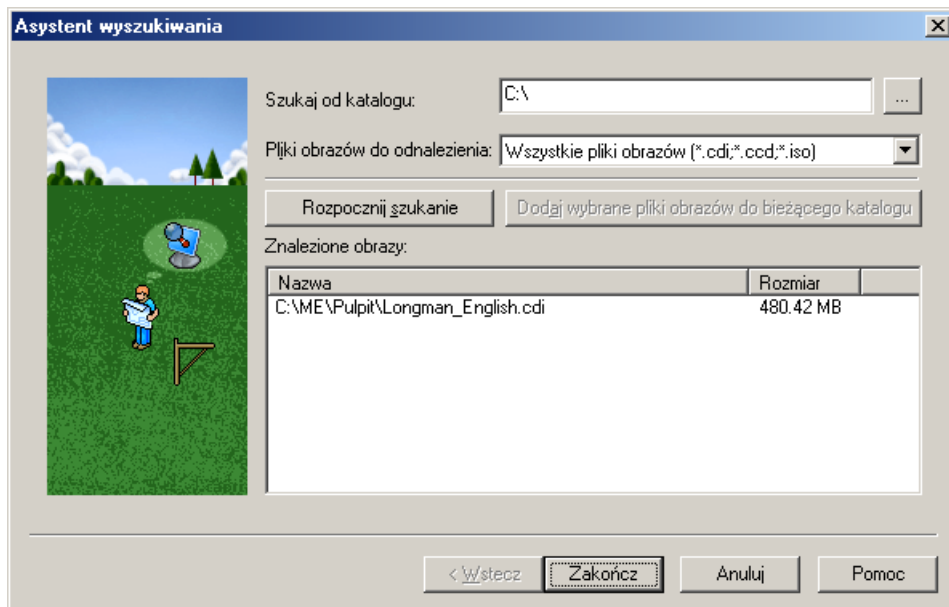 Asystent wyszukiwania
Szukaj od katalogu:
C:\
...
Pliki obrazów do odnalezienia:
Wszystkie pliki obrazów (*.cdi;*.ccd;*.iso)
Rozpocznij szukanie
Dodaj wybrane pliki obrazów do bieżącego katalogu
Znalezione obrazy:
Nazwa Rozmiar
C:\ME\Pulpit\Longman_English.cdi 480.42 MB
< Wstecz
Zakończ
Anuluj
Pomoc